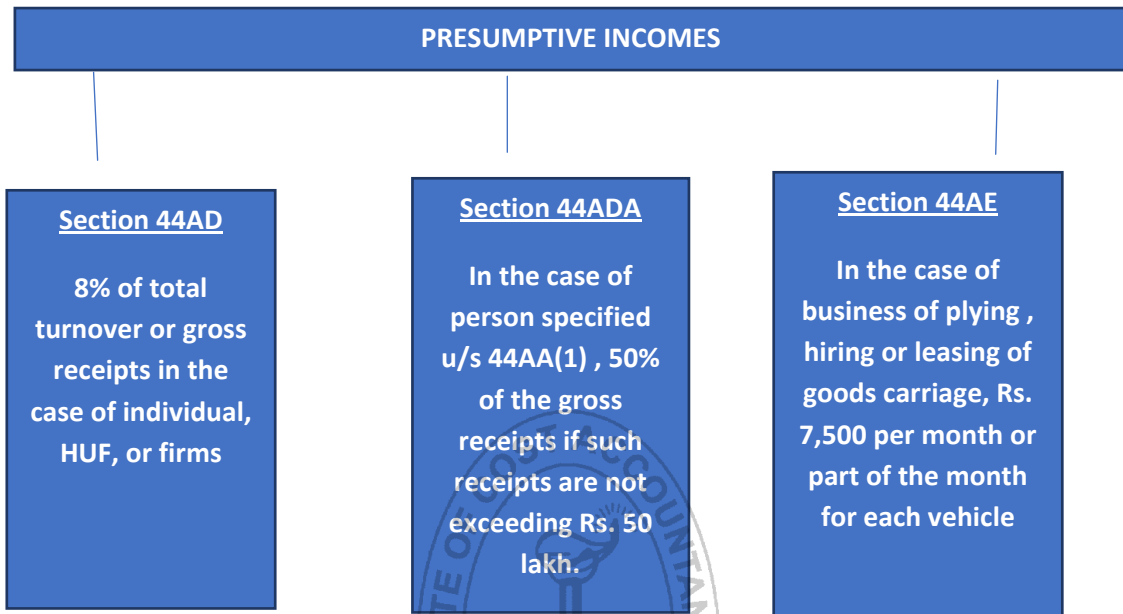 PRESUMPTIVE INCOMES
Section 44AD
8% of total
turnover or gross
receipts in the
case of individual,
HUF, or firms
Section 44ADA
In the case of
person specified
u/s 44AA(1) , 50%
of the gross
receipts if such
receipts are not
exceeding Rs. 50
lakh.
Section 44AE
In the case of
business of plying ,
hiring or leasing of
goods carriage, Rs.
7,500 per month or
part of the month
for each vehicle
OF COST